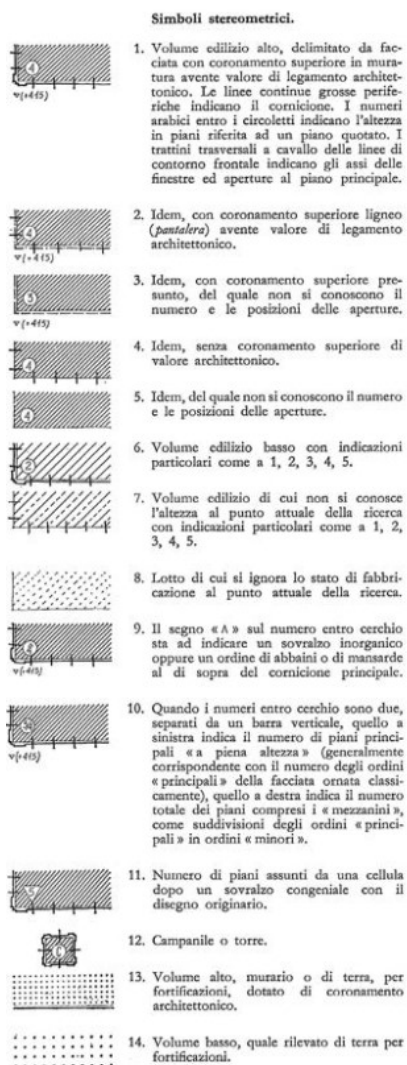 Simboli stereometrici.
1. Volume edilizio alto, delimitato da fac-
ciata con coronamento superiore in mura-
tura avente valore di legamento architet-
tonico. Le linee continue grosse perife-
riche indicano il cornicione. I numeri
arabici entro i circoletti indicano l'altezza
in piani riferita ad un piano quotato. I
trattini trasversali a cavallo delle linee di
contorno frontale indicano gli assi delle
finestre ed aperture al piano principale.
4
(+415)
2. Idem, con coronamento superiore ligneo
(pantalera) avente valore di legamento
architettonico.
4
(+415)
3. Idem, con coronamento superiore pre-
sunto, del quale non si conoscono il
numero e le posizioni delle aperture.
5
(+415)
4. Idem, senza coronamento superiore di
valore architettonico.
4
5. Idem, del quale non si conoscono il numero
e le posizioni delle aperture.
4
6. Volume edilizio basso con indicazioni
particolari come a 1, 2, 3, 4, 5.
2
7. Volume edilizio di cui non si conosce
l'altezza al punto attuale della ricerca
con indicazioni particolari come a 1, 2,
3, 4, 5.
8. Lotto di cui si ignora lo stato di fabbri-
cazione al punto attuale della ricerca.
9. Il segno « ʌ » sul numero entro cerchio
sta ad indicare un sovralzo inorganico
oppure un ordine di abbaini o di mansarde
al di sopra del cornicione principale.
(+415)
10. Quando i numeri entro cerchio sono due,
separati da un barra verticale, quello a
sinistra indica il numero di piani princi-
pali « a piena altezza » (generalmente
corrispondente con il numero degli ordini
« principali » della facciata ornata classi-
camente), quello a destra indica il numero
totale dei piani compresi i « mezzanini »,
come suddivisioni degli ordini « princi-
pali » in ordini « minori ».
(+415)
11. Numero di piani assunti da una cellula
dopo un sovralzo congeniale con il
disegno originario.
5
12. Campanile o torre.
13. Volume alto, murario o di terra, per
fortificazioni, dotato di coronamento
architettonico.
14. Volume basso, quale rilevato di terra per
fortificazioni.